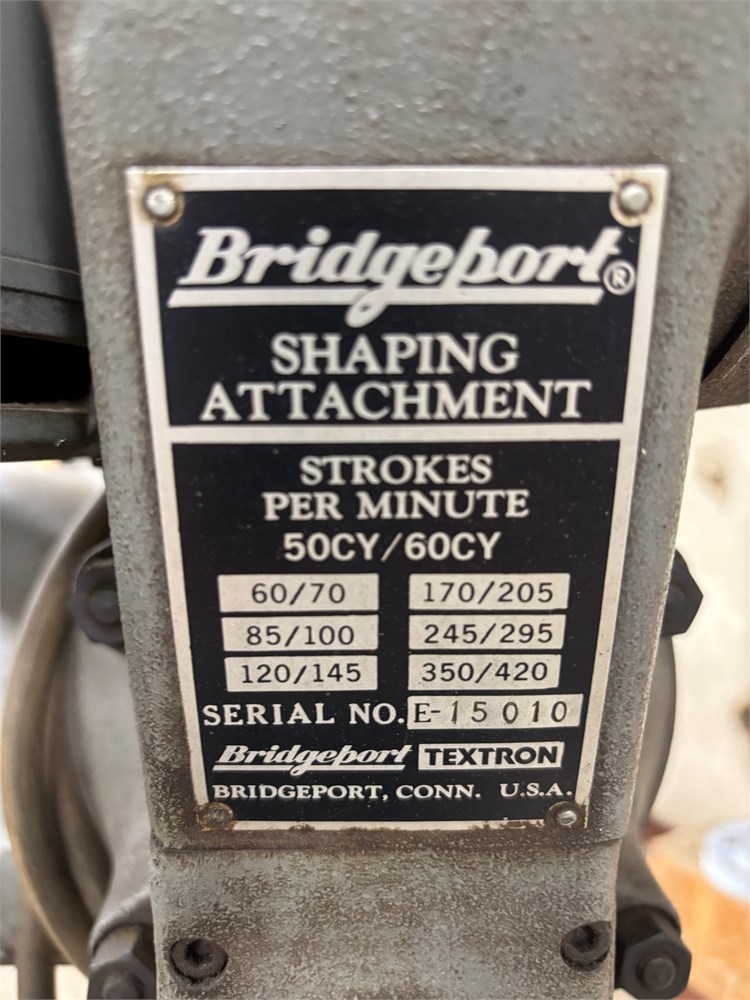 Bridgeport®
SHAPING
ATTACHMENT
STROKES
PER MINUTE
50CY/60CY
60/70 170/205
85/100 245/295
120/145 350/420
SERIAL NO. E-15010
Bridgeport TEXTRON
BRIDGEPORT, CONN. U.S.A.